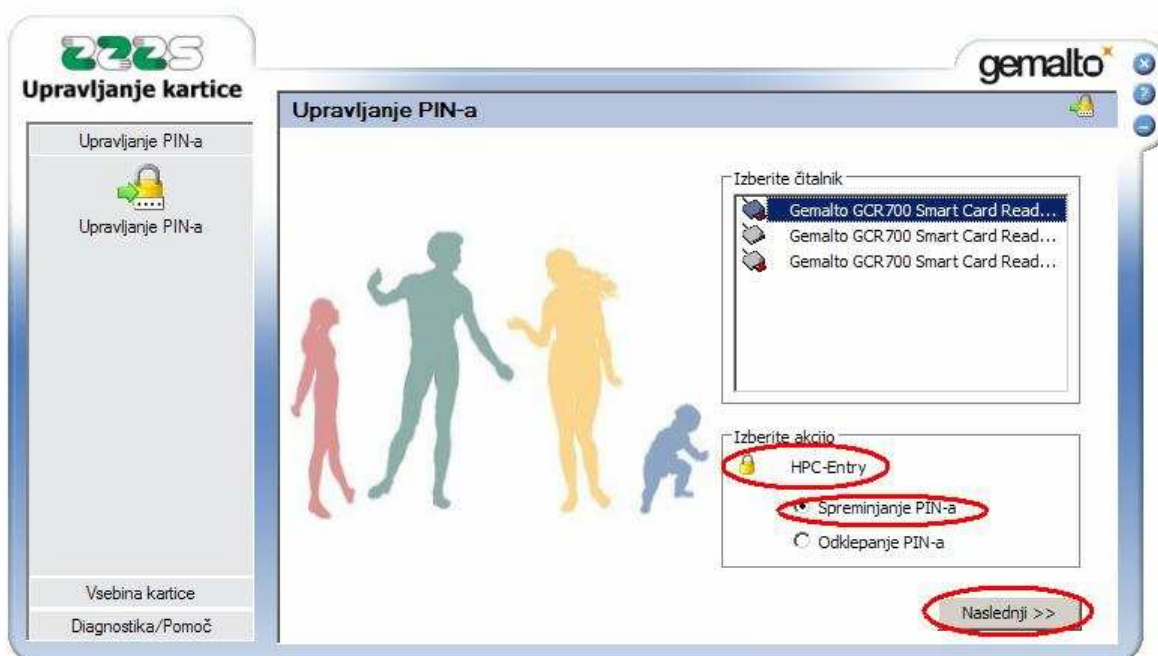 ZZZS
Upravljanje kartice
gemalto
Upravljanje PIN-a
Upravljanje PIN-a
Upravljanje PIN-a
Izberite čitalnik
Gemalto GCR700 Smart Card Read...
Gemalto GCR700 Smart Card Read...
Gemalto GCR700 Smart Card Read...
Izberite akcijo
HPC-Entry
Spreminjanje PIN-a
Odklepanje PIN-a
Naslednji >>
Vsebina kartice
Diagnostika/Pomoč